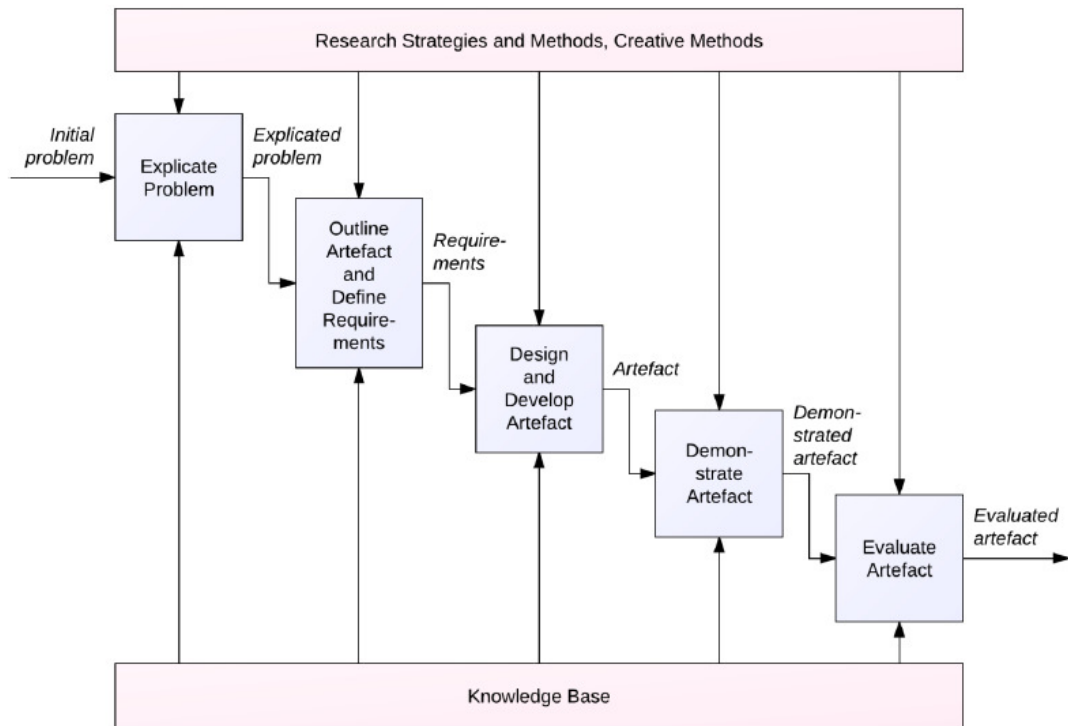 Research Strategies and Methods, Creative Methods
Initial
problem
Explicate
Problem
Explicated
problem
Outline
Artefact
and
Define
Require-
ments
Require-
ments
Design
and
Develop
Artefact
Artefact
Demon-
strate
Artefact
Demon-
strated
artefact
Evaluate
Artefact
Evaluated
artefact
Knowledge Base